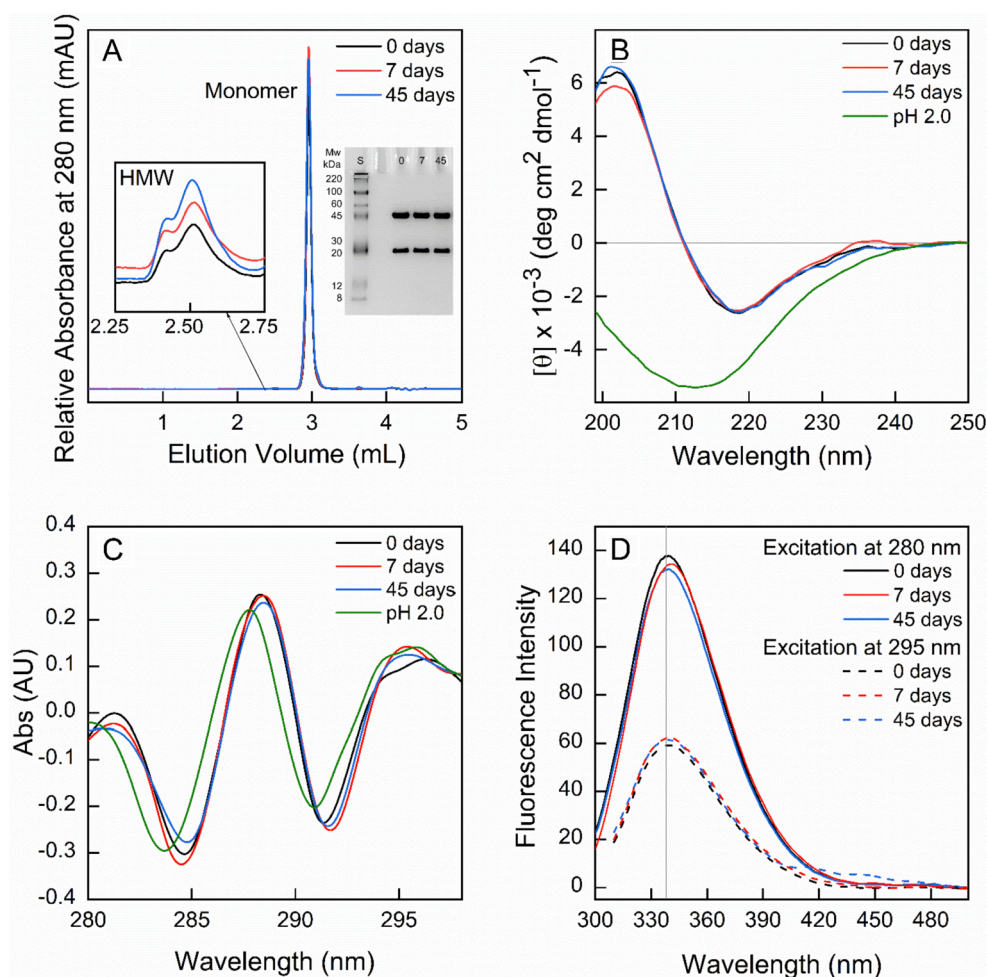 A
0 days
7 days
45 days
Monomer
HMW
2.25 2.50 2.75
Mw
kDa
S 0 7 45
220
100
60
45
30
20
12
8
Relative Absorbance at 280 nm (mAU)
1 2 3 4 5
Elution Volume (mL)
B
0 days
7 days
45 days
pH 2.0
6
4
2
0
-2
-4
[θ] x 10-3 (deg cm2 dmol-1)
200 210 220 230 240 250
Wavelength (nm)
C
0 days
7 days
45 days
pH 2.0
0.4
0.3
0.2
0.1
0.0
-0.1
-0.2
-0.3
-0.4
Abs (AU)
280 285 290 295
Wavelength (nm)
D
Excitation at 280 nm
0 days
7 days
45 days
Excitation at 295 nm
0 days
7 days
45 days
140
120
100
80
60
40
20
0
Fluorescence Intensity
300 330 360 390 420 450 480
Wavelength (nm)